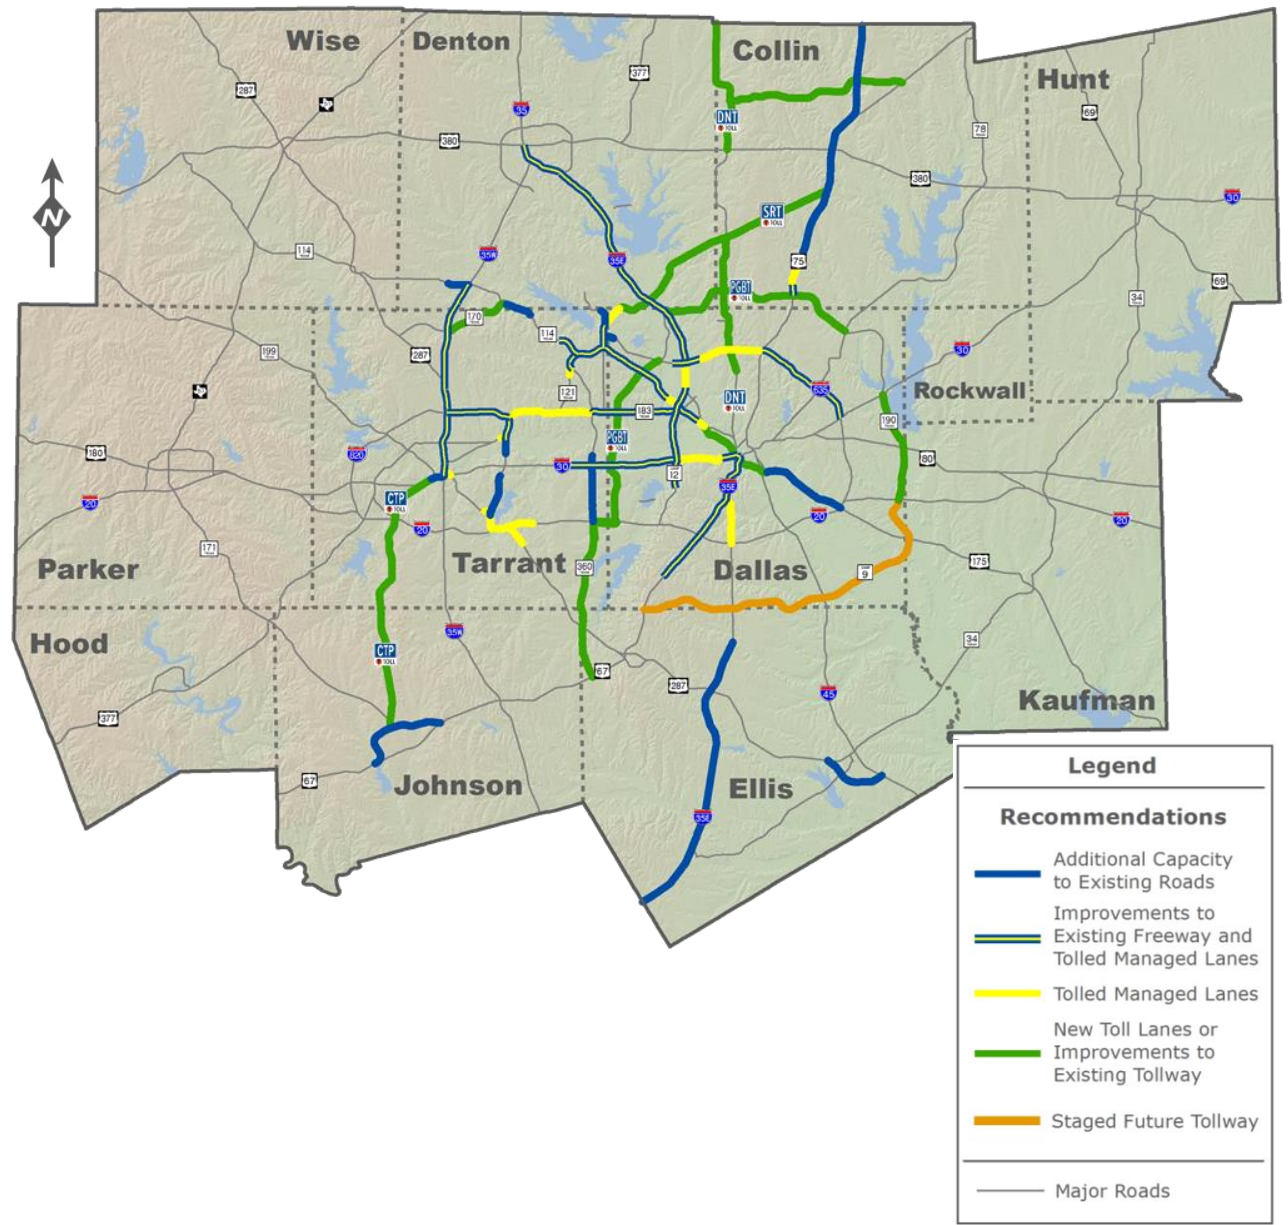 Wise
Denton
Collin
Hunt
287
377
35
69
DNT
TOLL
78
380
380
30
SRT
TOLL
114
35W
35E
75
69
PGBT
TOLL
34
170
114
199
287
30
121
635
Rockwall
DNT
TOLL
183
190
180
820
PGBT
TOLL
80
30
12
35E
20
CTP
TOLL
20
20
20
171
Parker
Tarrant
360
Dallas
LOOP
9
175
Hood
35W
34
CTP
TOLL
67
287
45
Kaufman
377
67
Johnson
Ellis
35E
Legend
Recommendations
Additional Capacity
to Existing Roads
Improvements to
Existing Freeway and
Tolled Managed Lanes
Tolled Managed Lanes
New Toll Lanes or
Improvements to
Existing Tollway
Staged Future Tollway
Major Roads
N